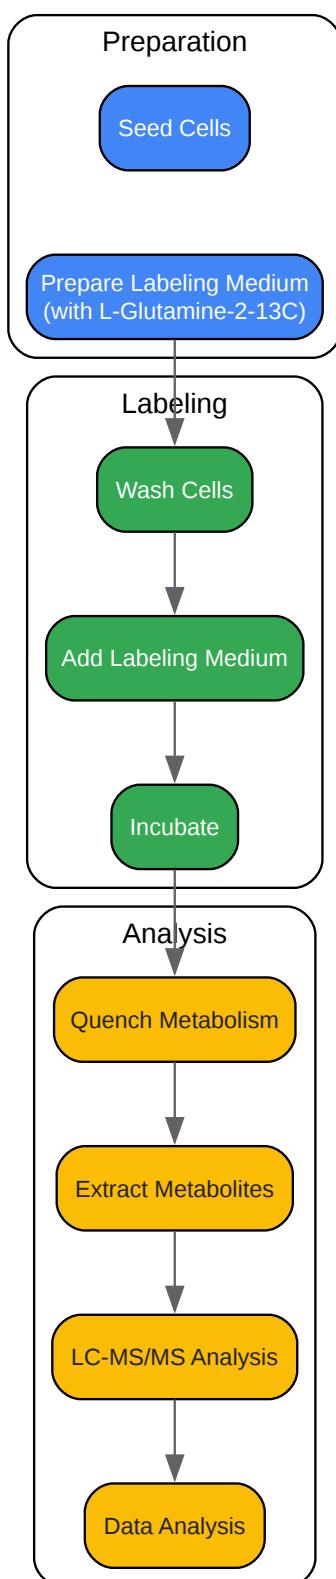 Preparation
Seed Cells
Prepare Labeling Medium
(with L-Glutamine-2-13C)
Labeling
Wash Cells
Add Labeling Medium
Incubate
Analysis
Quench Metabolism
Extract Metabolites
LC-MS/MS Analysis
Data Analysis